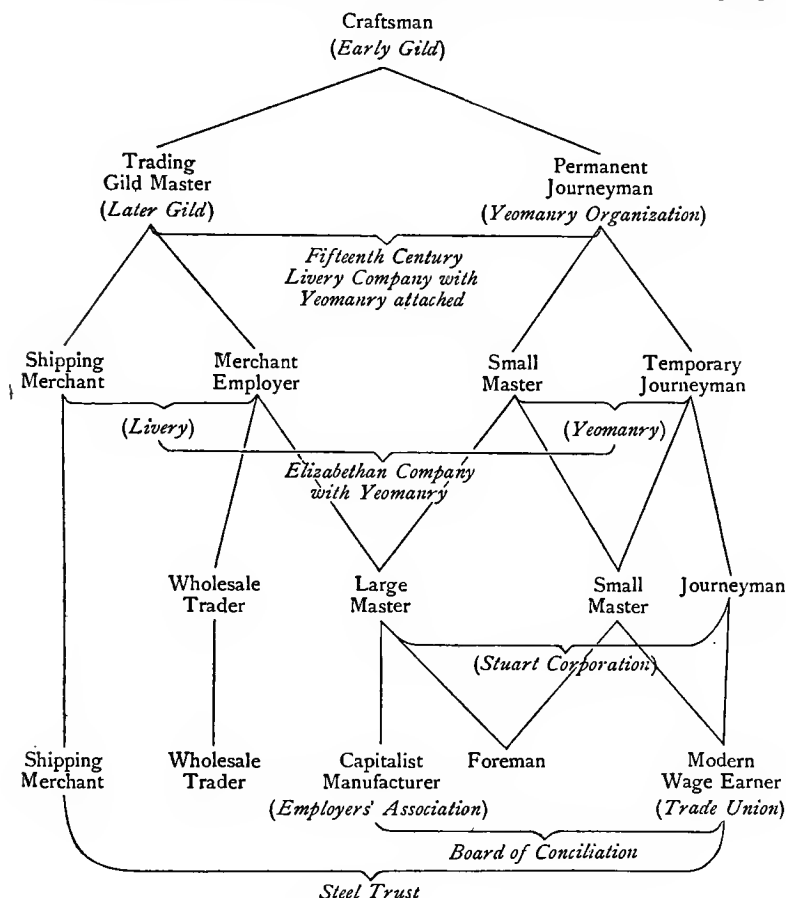 Craftsman
(Early Gild)
Trading
Gild Master
(Later Gild)
Permanent
Journeyman
(Yeomanry Organization)
Fifteenth Century
Livery Company with
Yeomanry attached
Shipping
Merchant
Merchant
Employer
Small
Master
Temporary
Journeyman
(Livery)
(Yeomanry)
Elizabethan Company
with Yeomanry
Wholesale
Trader
Large
Master
Small
Master
Journeyman
(Stuart Corporation)
Shipping
Merchant
Wholesale
Trader
Capitalist
Manufacturer
(Employers' Association)
Foreman
Modern
Wage Earner
(Trade Union)
Board of Conciliation
Steel Trust